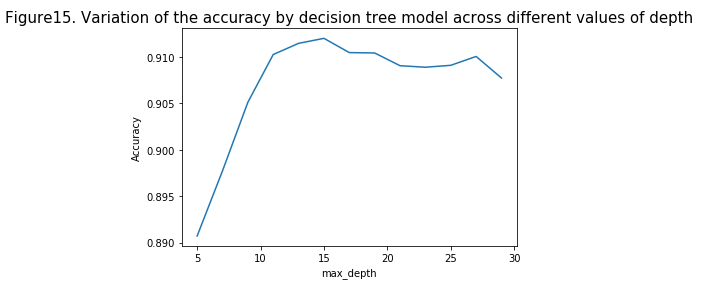 Figure15. Variation of the accuracy by decision tree model across different values of depth
0.910
0.905
0.900
0.895
0.890
Accuracy
5 10 15 20 25 30
max_depth